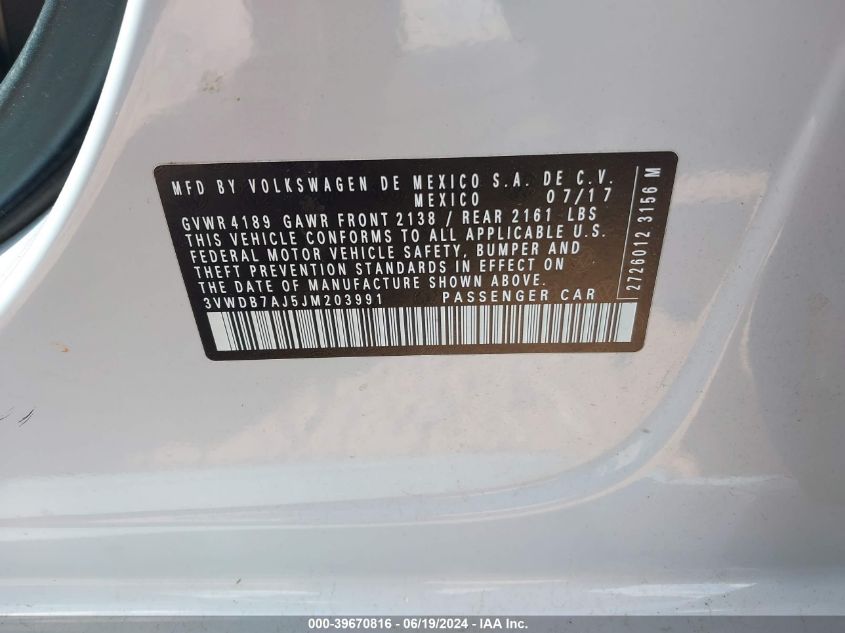 MFD BY VOLKSWAGEN DE MEXICO S.A. DE C.V.
MEXICO 07/17
GVWR 4189 GAWR FRONT 2138 / REAR 2161 LBS
THIS VEHICLE CONFORMS TO ALL APPLICABLE U.S.
FEDERAL MOTOR VEHICLE SAFETY, BUMPER AND
THEFT PREVENTION STANDARDS IN EFFECT ON
THE DATE OF MANUFACTURE SHOWN ABOVE.
3VWDB7AJ5JM203991 PASSENGER CAR
2726012 3156 M
000-39670816 - 06/19/2024 - IAA Inc.